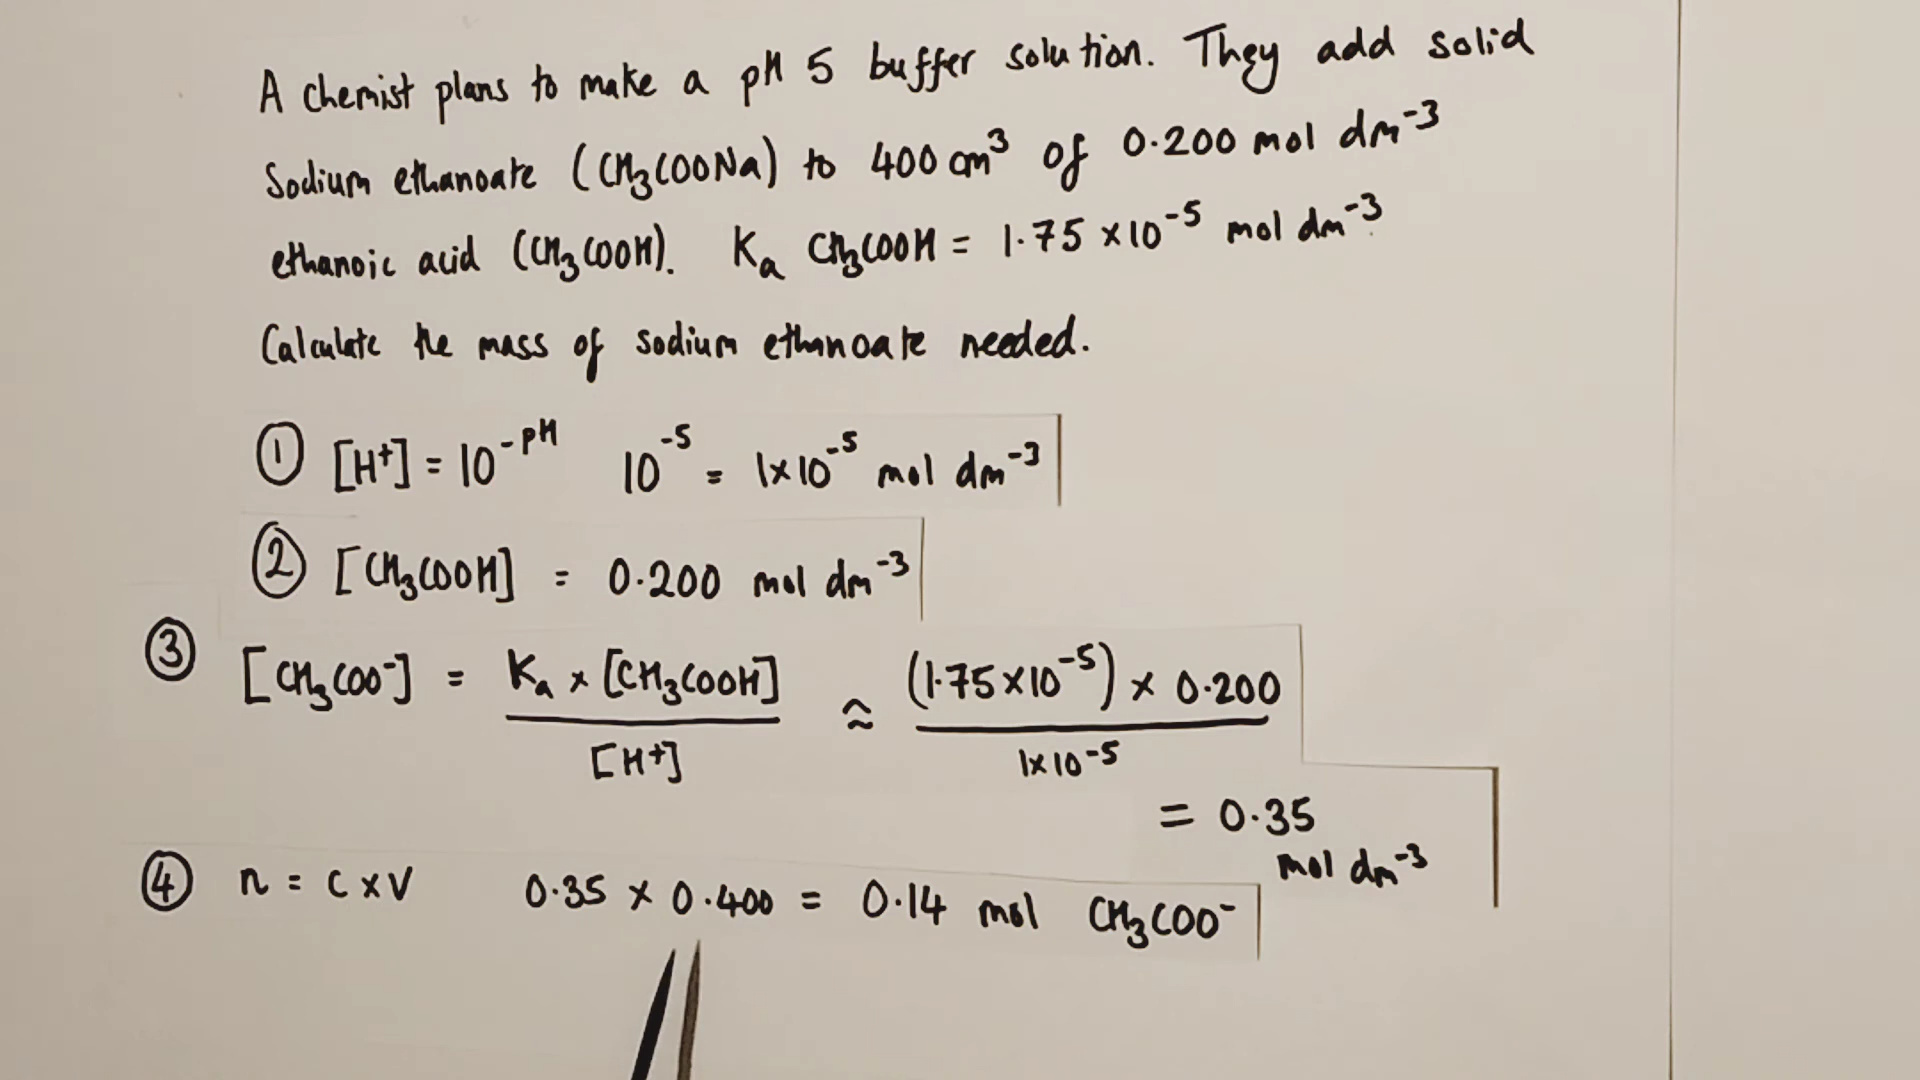 A chemist plans to make a pH 5 buffer solution. They add solid
Sodium ethanoate (CH₃COONa) to 400 cm³ of 0.200 mol dm⁻³
ethanoic acid (CH₃COOH). Kₐ CH₃COOH = 1.75 × 10⁻⁵ mol dm⁻³
Calculate the mass of sodium ethanoate needed.
① [H⁺] = 10⁻ᵖᴴ 10⁻⁵ = 1×10⁻⁵ mol dm⁻³
② [CH₃COOH] = 0.200 mol dm⁻³
③ [CH₃COO⁻] = Kₐ × [CH₃COOH] / [H⁺] ≈ (1.75×10⁻⁵) × 0.200 / 1×10⁻⁵
= 0.35
mol dm⁻³
④ n = c × V 0.35 × 0.400 = 0.14 mol CH₃COO⁻